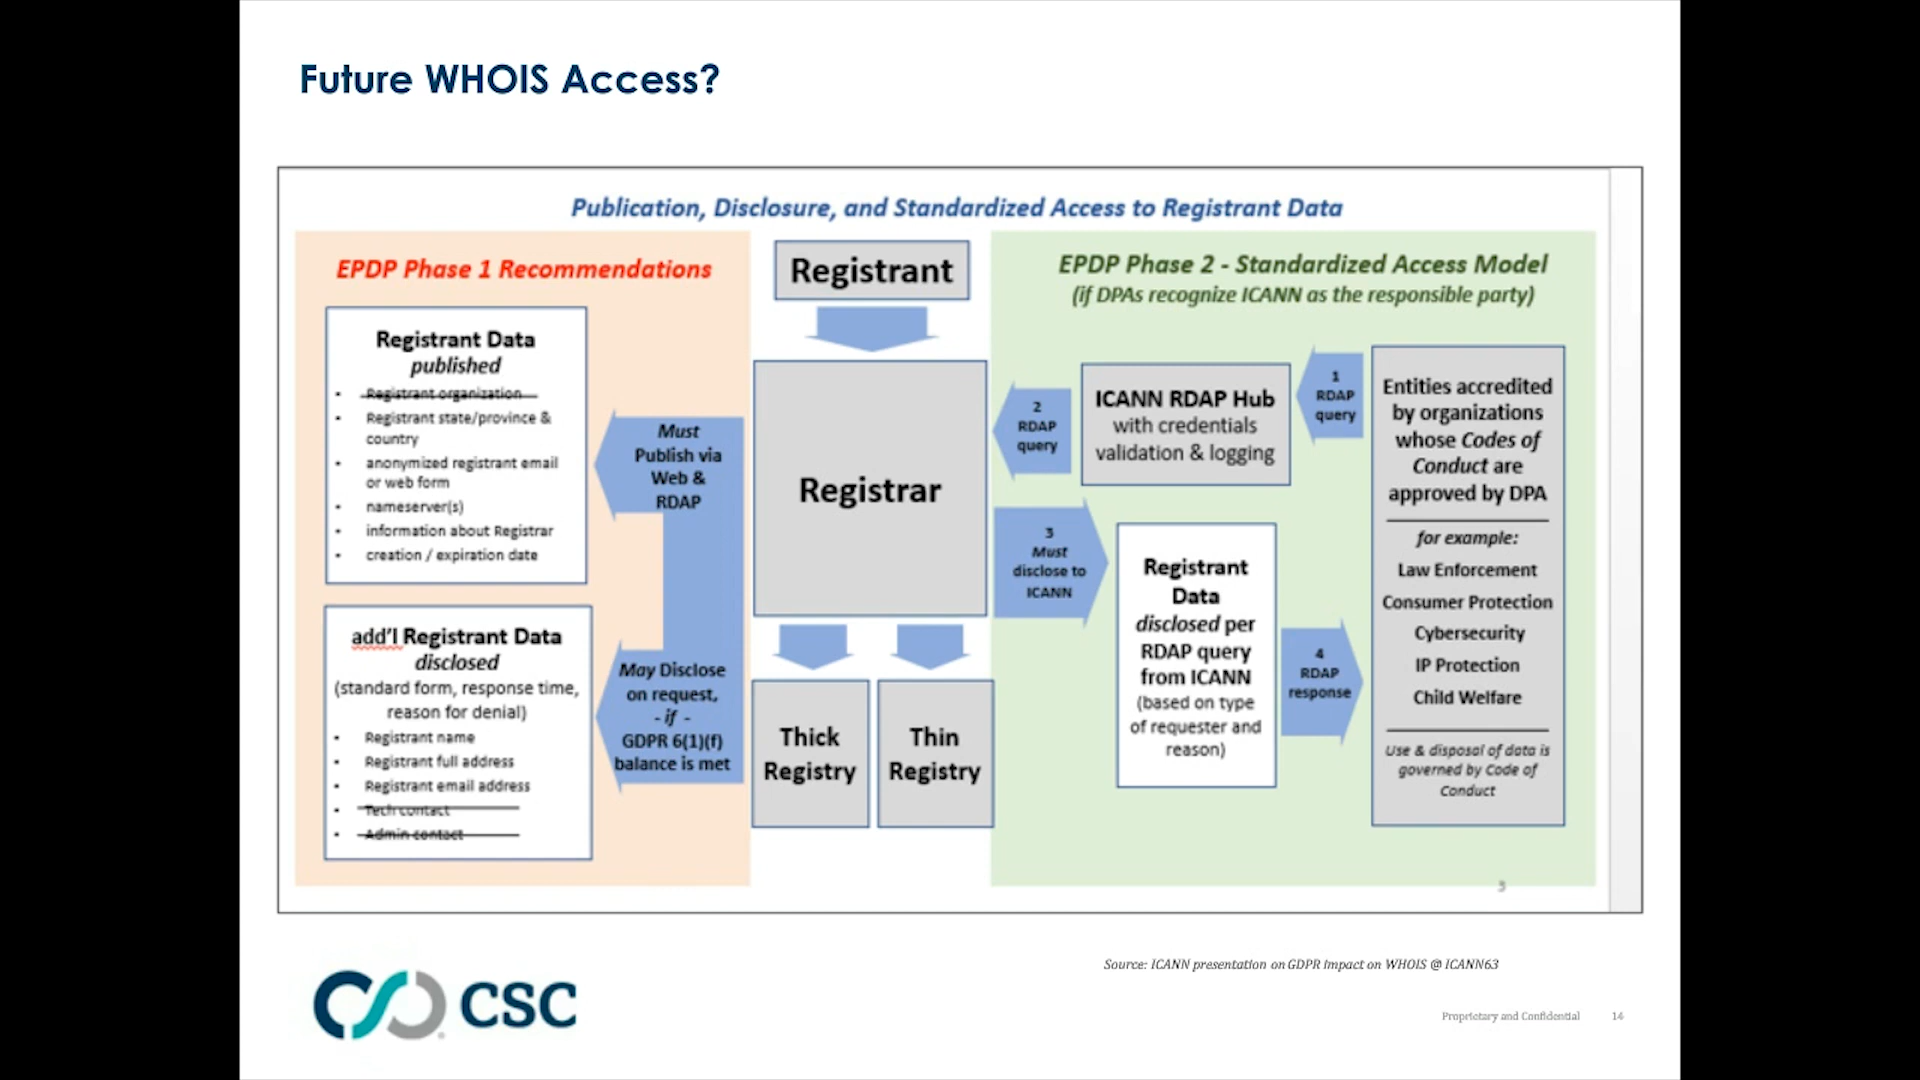 Future WHOIS Access?
Publication, Disclosure, and Standardized Access to Registrant Data
EPDP Phase 1 Recommendations
Registrant Data
published
• Registrant organization
• Registrant state/province &
country
• anonymized registrant email
or web form
• nameserver(s)
• information about Registrar
• creation / expiration date
add'l Registrant Data
disclosed
(standard form, response time,
reason for denial)
• Registrant name
• Registrant full address
• Registrant email address
• Tech contact
• Admin contact
Must
Publish via
Web &
RDAP
May Disclose
on request,
- if -
GDPR 6(1)(f)
balance is met
Registrant
Registrar
Thick
Registry
Thin
Registry
EPDP Phase 2 - Standardized Access Model
(if DPAs recognize ICANN as the responsible party)
2
RDAP
query
ICANN RDAP Hub
with credentials
validation & logging
1
RDAP
query
3
Must
disclose to
ICANN
Registrant
Data
disclosed per
RDAP query
from ICANN
(based on type
of requester and
reason)
4
RDAP
response
Entities accredited
by organizations
whose Codes of
Conduct are
approved by DPA
for example:
Law Enforcement
Consumer Protection
Cybersecurity
IP Protection
Child Welfare
Use & disposal of data is
governed by Code of
Conduct
3
Source: ICANN presentation on GDPR impact on WHOIS @ ICANN63
CSC
Proprietary and Confidential 14